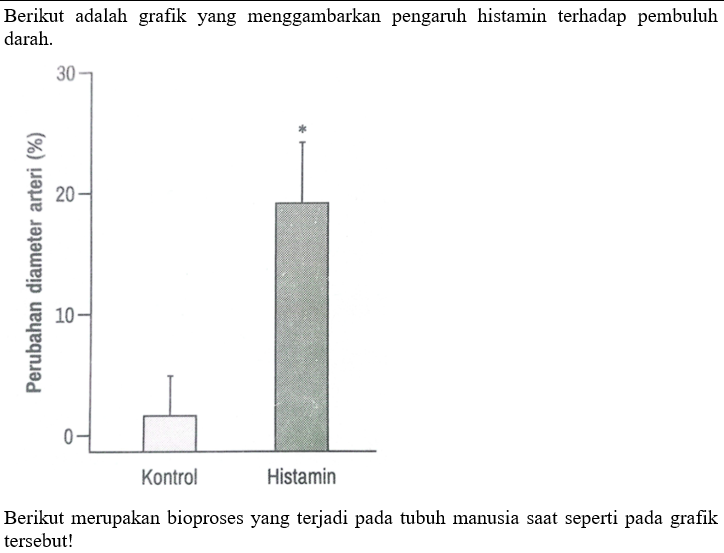 Berikut adalah grafik yang menggambarkan pengaruh histamin terhadap pembuluh
darah.
30
20
10
0
Perubahan diameter arteri (%)
*
Kontrol
Histamin
Berikut merupakan bioproses yang terjadi pada tubuh manusia saat seperti pada grafik
tersebut!